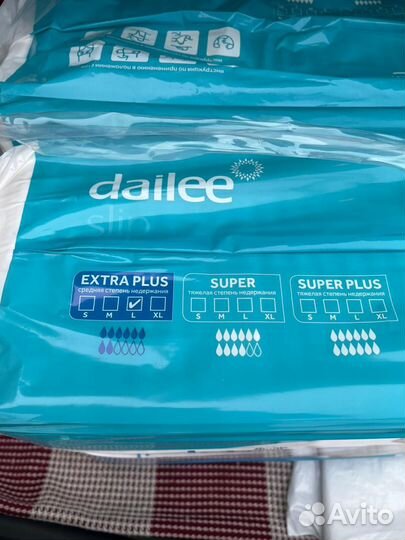 Инструкция по применению в положении
dailee
slip
EXTRA PLUS
средняя степень недержания
S M L XL
SUPER
тяжелая степень недержания
S M L XL
SUPER PLUS
тяжелая степень недержания
S M L XL
Avito